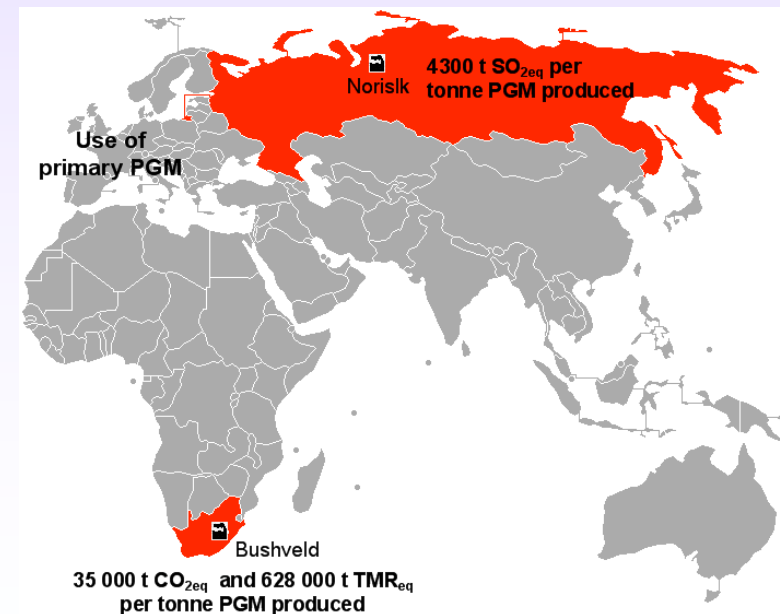 Norislk
4300 t SO₂eq per
tonne PGM produced
Use of
primary PGM
Bushveld
35 000 t CO₂eq and 628 000 t TMReq
per tonne PGM produced